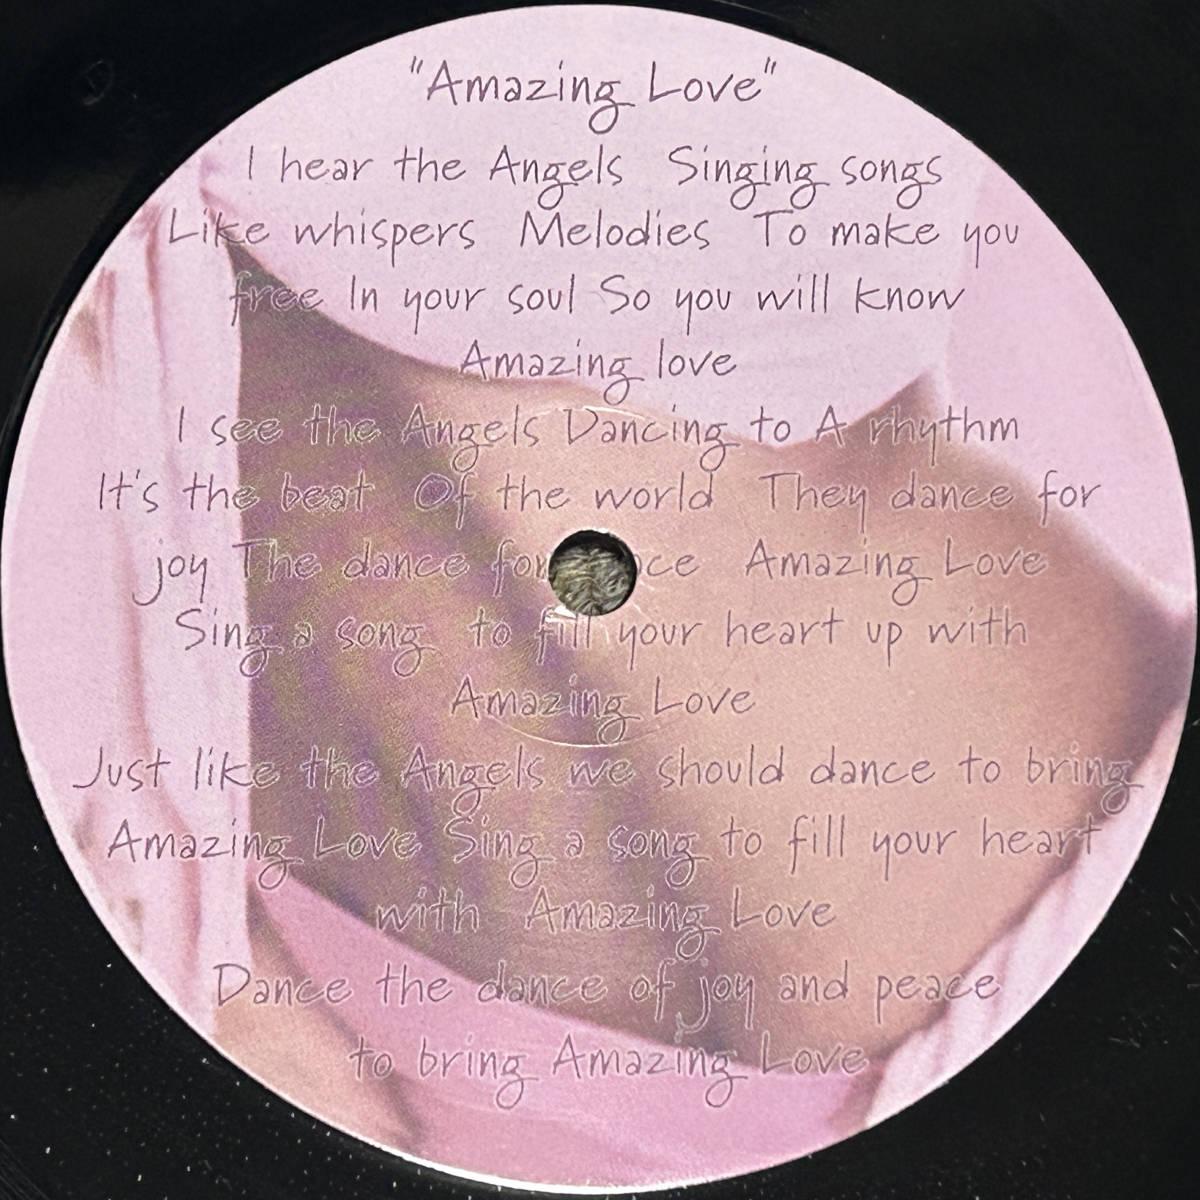 "Amazing Love"
I hear the Angels Singing songs
Like whispers Melodies To make you
free In your soul So you will know
Amazing love
I see the Angels Dancing to A rhythm
It's the beat Of the world They dance for
joy The dance for Amazing Love
Sing a song to fill your heart up with
Amazing Love
Just like the Angels we should dance to bring
Amazing Love Sing a song to fill your heart
with Amazing Love
Dance the dance of joy and peace
to bring Amazing Love